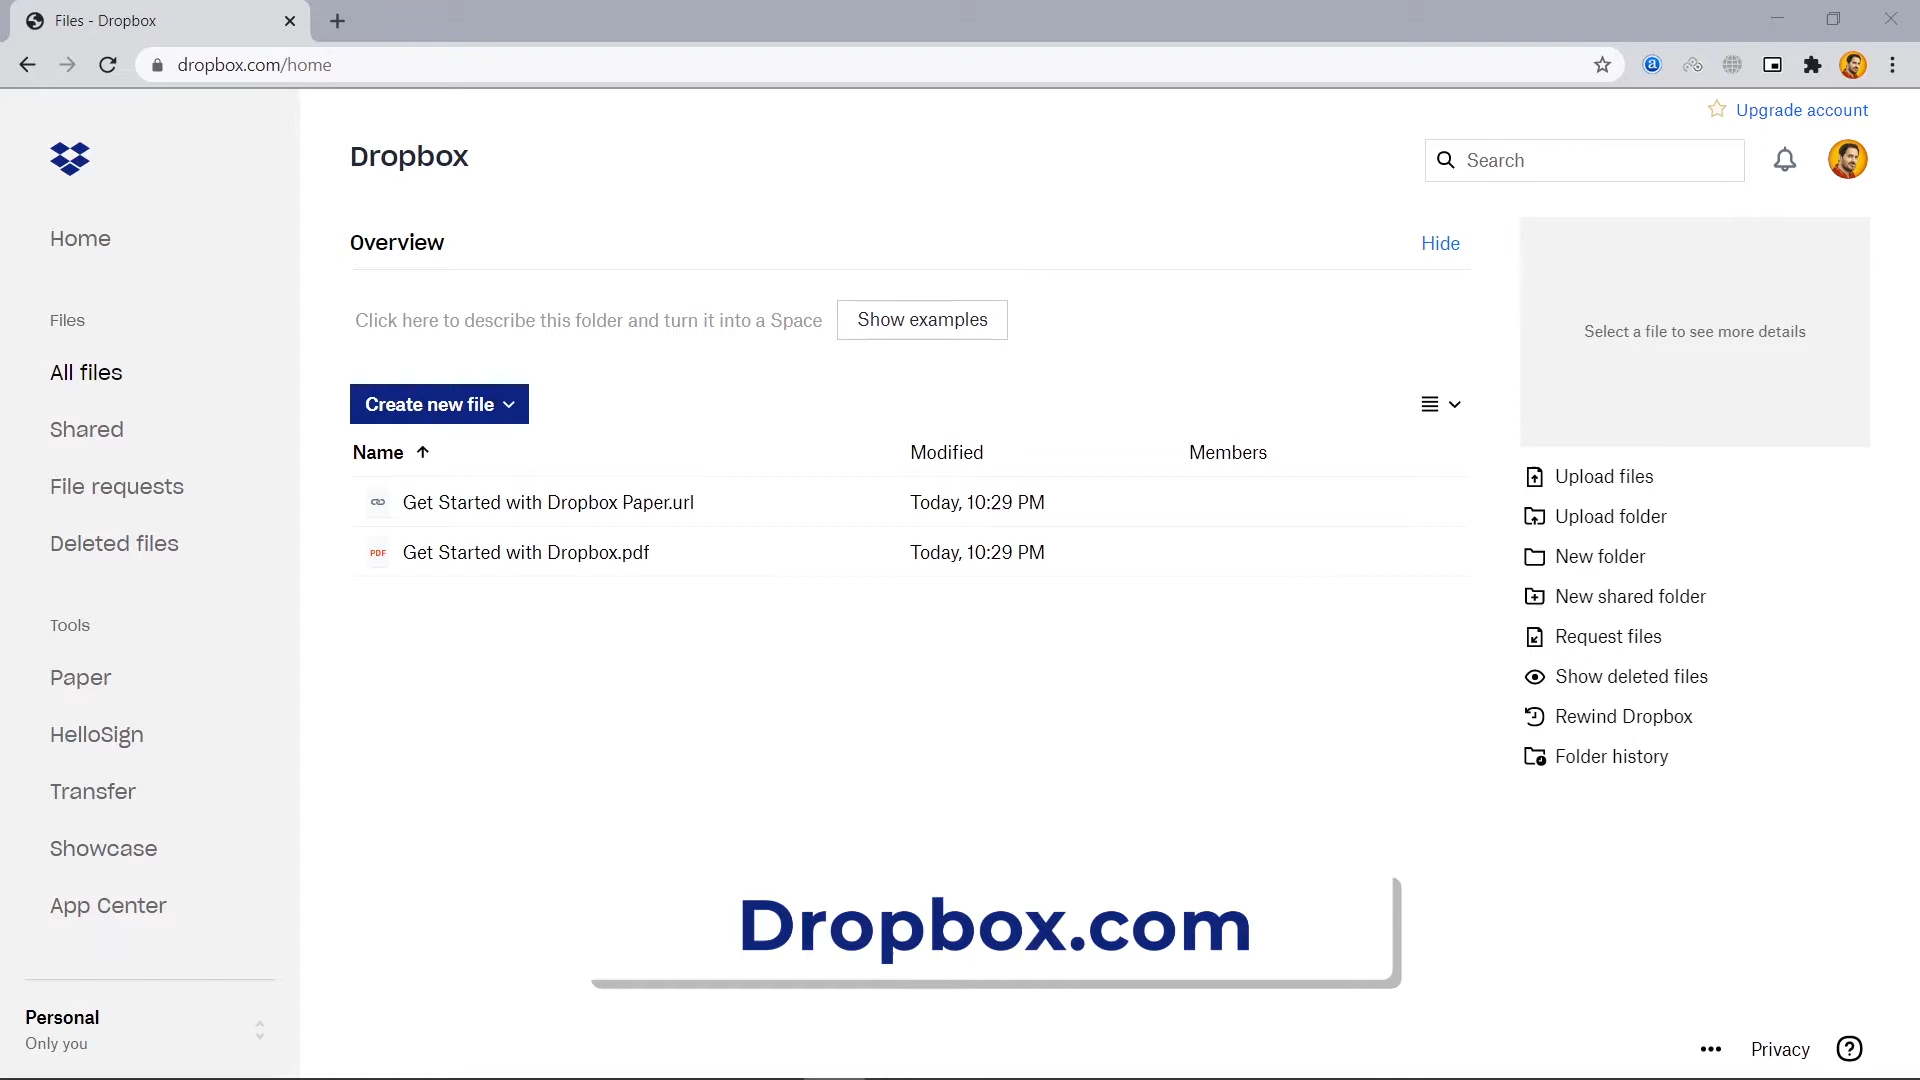 Files - Dropbox
dropbox.com/home
Upgrade account
Dropbox
Search
Home
Overview
Hide
Files
Click here to describe this folder and turn it into a Space
Show examples
Select a file to see more details
All files
Create new file
Shared
Name
Modified
Members
Upload files
File requests
Get Started with Dropbox Paper.url
Today, 10:29 PM
Upload folder
Deleted files
PDF
Get Started with Dropbox.pdf
Today, 10:29 PM
New folder
New shared folder
Tools
Request files
Paper
Show deleted files
HelloSign
Rewind Dropbox
Folder history
Transfer
Showcase
App Center
Dropbox.com
Personal
Only you
Privacy